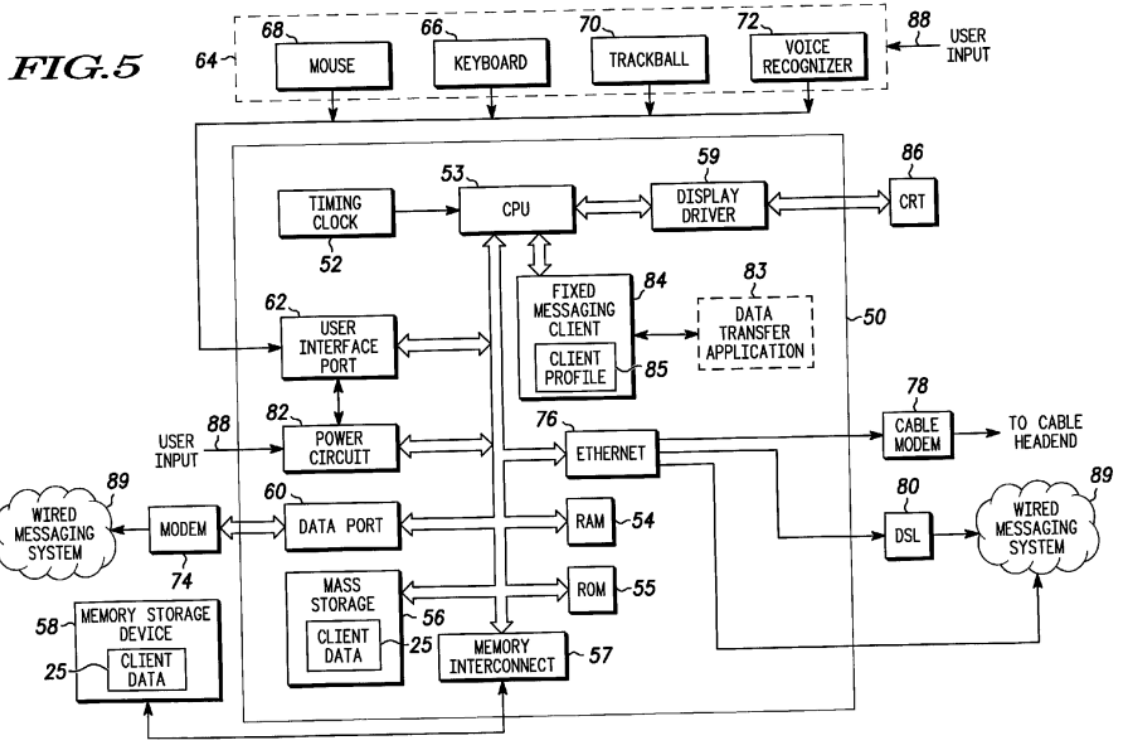 FIG.5
64
68
MOUSE
66
KEYBOARD
70
TRACKBALL
72
VOICE
RECOGNIZER
88
USER
INPUT
53
CPU
59
DISPLAY
DRIVER
86
CRT
TIMING
CLOCK
52
62
USER
INTERFACE
PORT
FIXED
MESSAGING
CLIENT
84
CLIENT
PROFILE
85
83
DATA
TRANSFER
APPLICATION
50
USER
INPUT
88
82
POWER
CIRCUIT
76
ETHERNET
78
CABLE
MODEM
TO CABLE
HEADEND
89
WIRED
MESSAGING
SYSTEM
MODEM
74
60
DATA PORT
RAM
54
80
DSL
89
WIRED
MESSAGING
SYSTEM
58
MEMORY STORAGE
DEVICE
25
CLIENT
DATA
MASS
STORAGE
56
CLIENT
DATA
25
ROM
55
MEMORY
INTERCONNECT
57